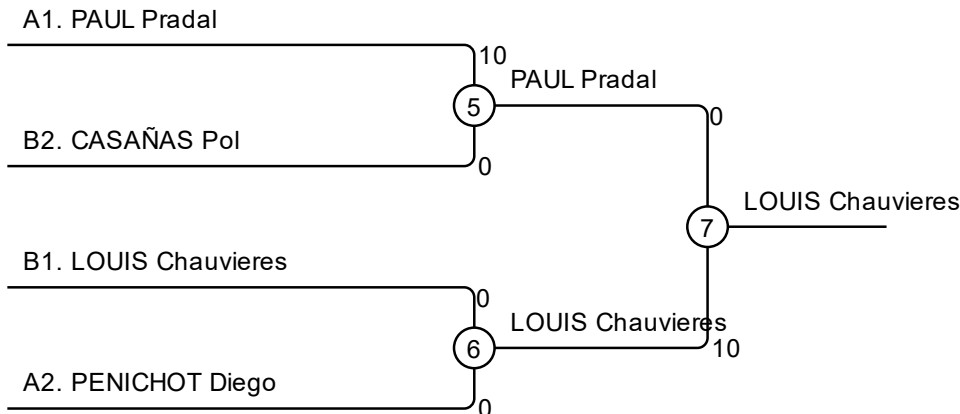 A1. PAUL Pradal
10
PAUL Pradal
5
0
B2. CASAÑAS Pol
0
LOUIS Chauvieres
7
B1. LOUIS Chauvieres
0
LOUIS Chauvieres
6
10
A2. PENICHOT Diego
0